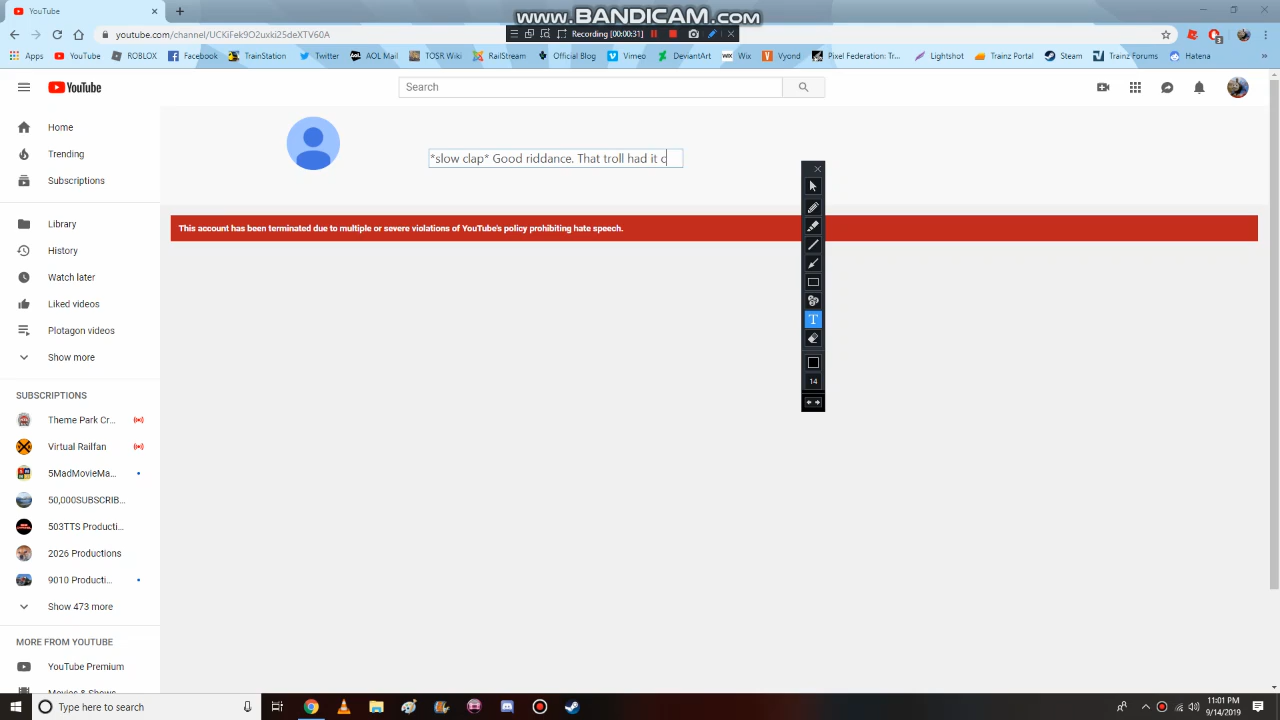 www.BANDICAM.com
YouTube
Recording [00:00:31]
youtube.com/channel/
3
Apps YouTube ROBLOX Facebook TrainStation Twitter AOL Mail TOSR Wiki RailStream Official Blog Vimeo DeviantArt Wix Vyond Pixel Federation: Tr... Lightshot Trainz Portal Steam Trainz Forums Hatena »
YouTube
Search
Home
Trending
Subscriptions
*slow clap* Good riddance. That troll had it c
This account has been terminated due to multiple or severe violations of YouTube's policy prohibiting hate speech.
Library
History
Watch later
Liked videos
Plotagon videos
Show more
SUBSCRIPTIONS
Theme Park Cr...
Virtual Railfan
5MadMovieMa...
50,000SUBSCRIB...
503TTS Producti...
2026 Productions
9010 Producti...
Show 473 more
MORE FROM YOUTUBE
YouTube Premium
Movies & Shows
T
14
Type here to search
11:01 PM
9/14/2019